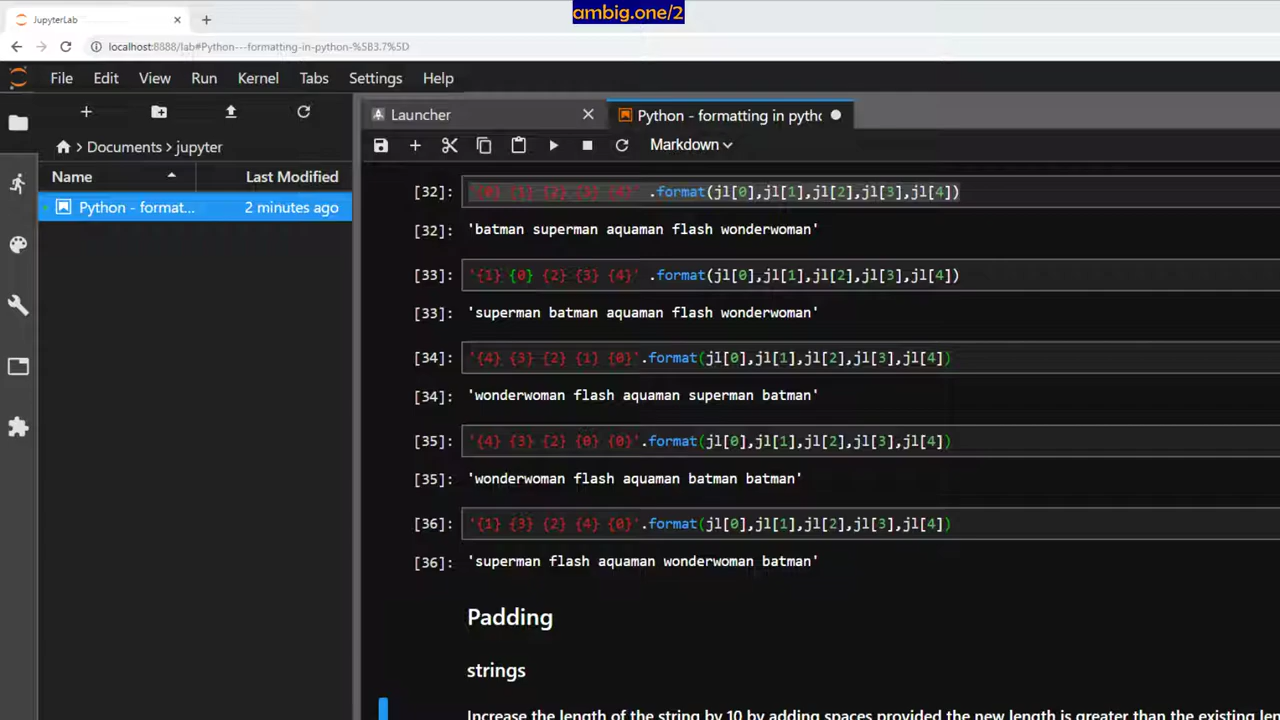 ambig.one/2
JupyterLab
localhost:8888/lab#Python---formatting-in-python-%5B3.7%5D
File Edit View Run Kernel Tabs Settings Help
Launcher
Python - formatting in pytho
Documents jupyter
Markdown
Name Last Modified
Python - format... 2 minutes ago
[32]: '{0} {1} {2} {3} {4}' .format(jl[0],jl[1],jl[2],jl[3],jl[4])
[32]: 'batman superman aquaman flash wonderwoman'
[33]: '{1} {0} {2} {3} {4}' .format(jl[0],jl[1],jl[2],jl[3],jl[4])
[33]: 'superman batman aquaman flash wonderwoman'
[34]: '{4} {3} {2} {1} {0}'.format(jl[0],jl[1],jl[2],jl[3],jl[4])
[34]: 'wonderwoman flash aquaman superman batman'
[35]: '{4} {3} {2} {0} {0}'.format(jl[0],jl[1],jl[2],jl[3],jl[4])
[35]: 'wonderwoman flash aquaman batman batman'
[36]: '{1} {3} {2} {4} {0}'.format(jl[0],jl[1],jl[2],jl[3],jl[4])
[36]: 'superman flash aquaman wonderwoman batman'
Padding
strings
Increase the length of the string by 10 by adding spaces provided the new length is greater than the existing len